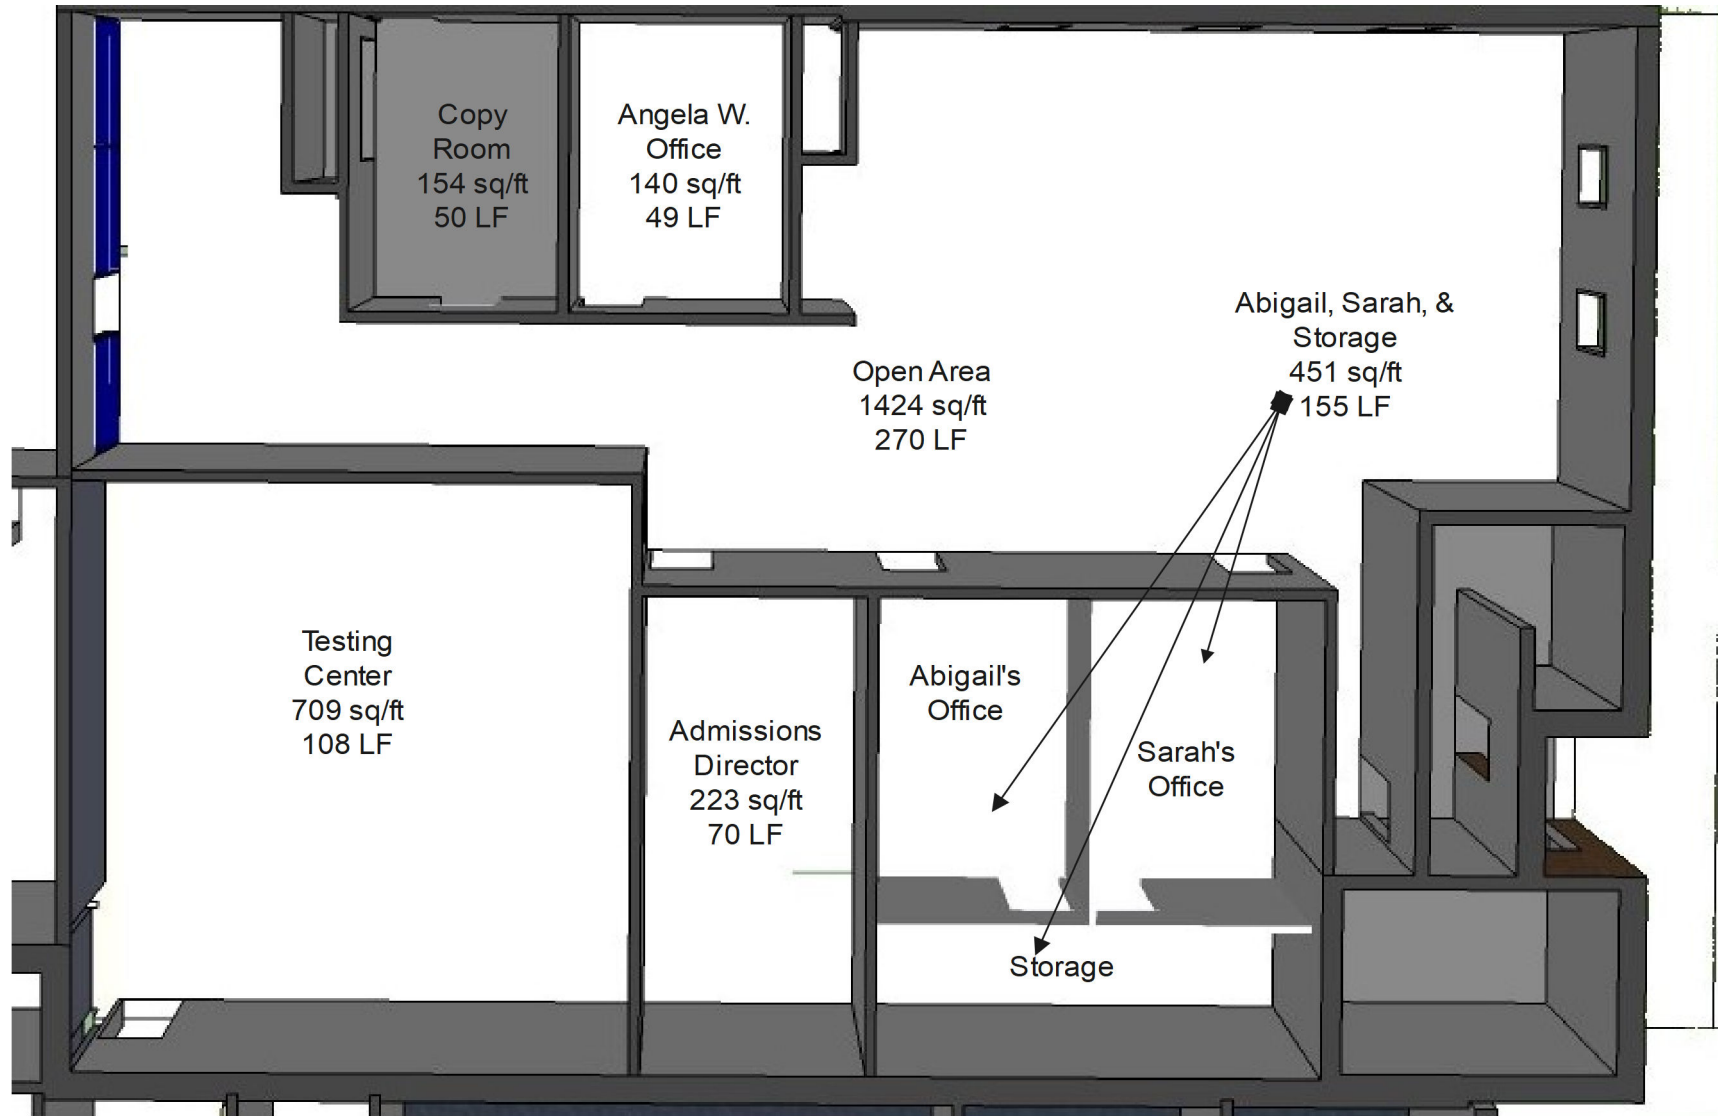 Copy
Room
154 sq/ft
50 LF
Angela W.
Office
140 sq/ft
49 LF
Abigail, Sarah, &
Storage
451 sq/ft
155 LF
Open Area
1424 sq/ft
270 LF
Testing
Center
709 sq/ft
108 LF
Admissions
Director
223 sq/ft
70 LF
Abigail's
Office
Sarah's
Office
Storage